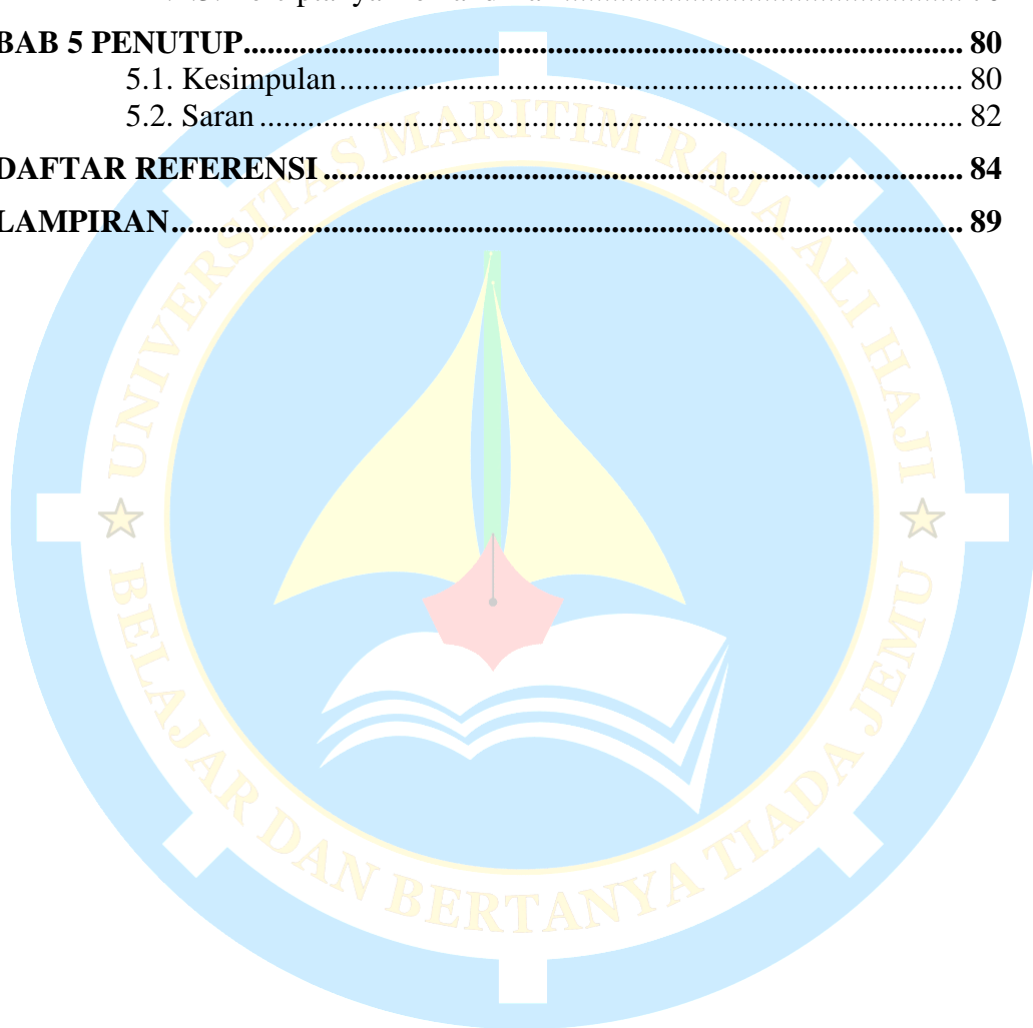 BAB 5 PENUTUP.......................................................................................... 80
5.1. Kesimpulan............................................................................... 80
5.2. Saran ......................................................................................... 82
DAFTAR REFERENSI ................................................................................ 84
LAMPIRAN................................................................................................... 89
UNIVERSITAS MARITIM RAJA ALI HAJI
BELAJAR DAN BERTANYA TIADA JEMU